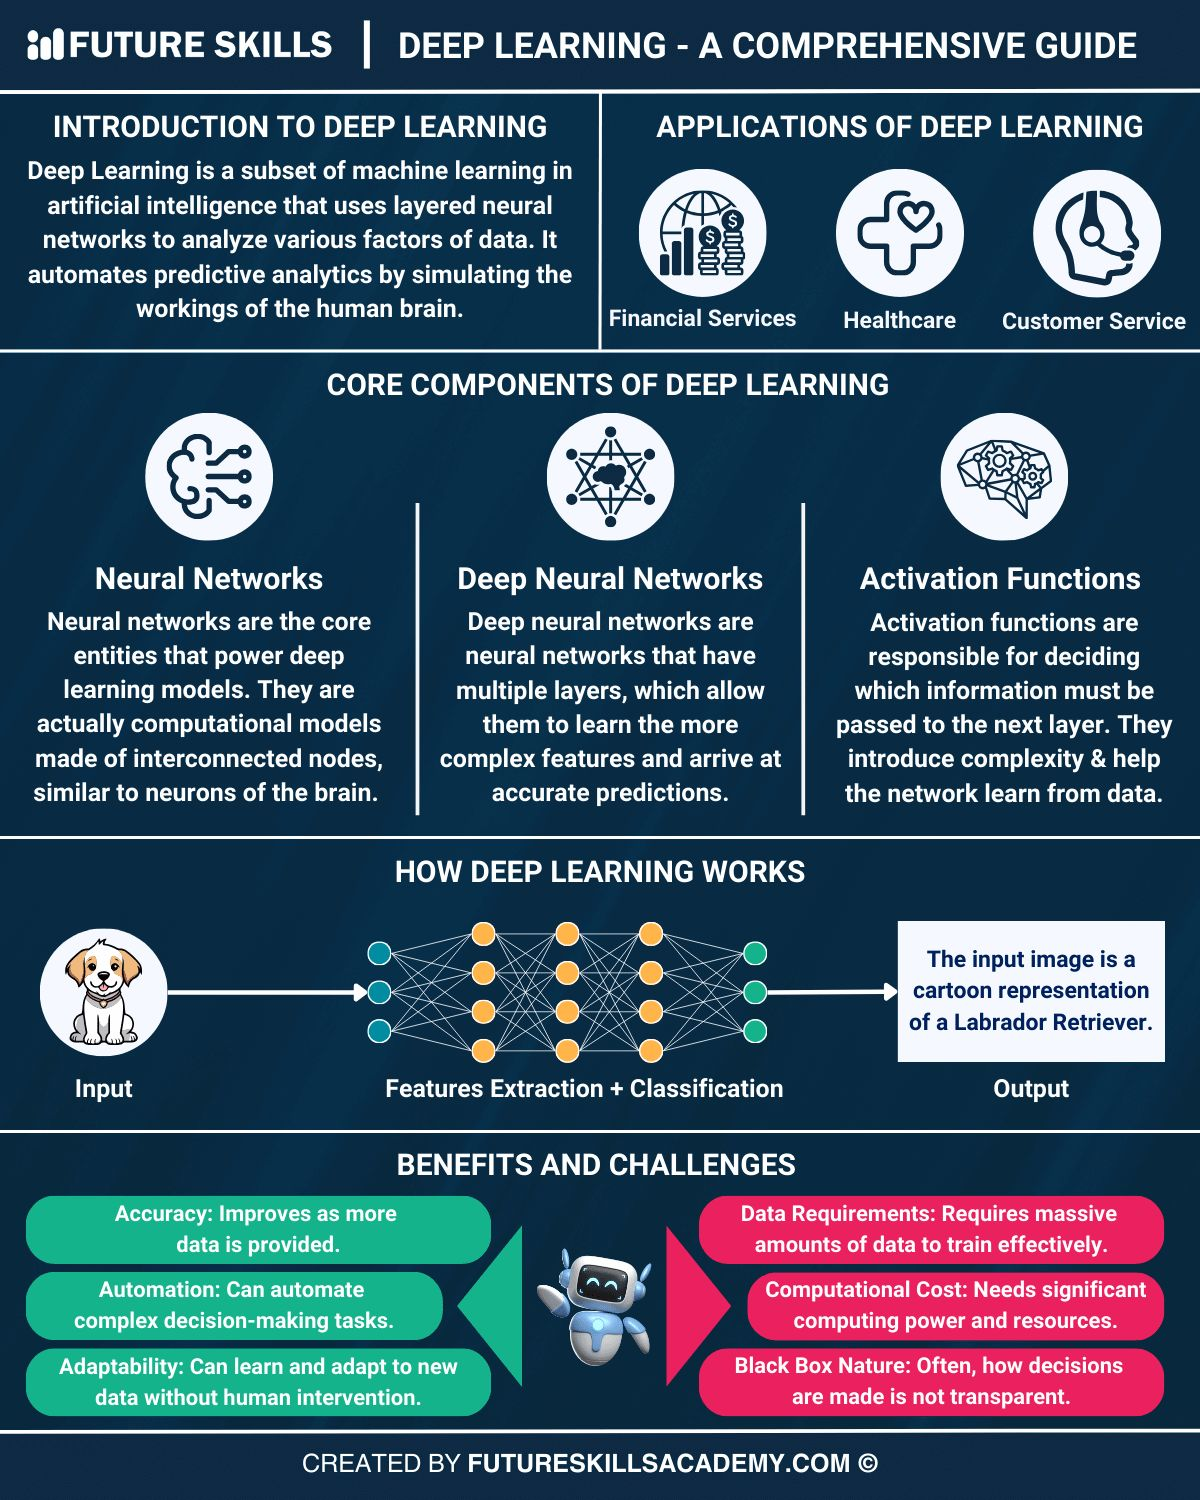 FUTURE SKILLS
DEEP LEARNING - A COMPREHENSIVE GUIDE
INTRODUCTION TO DEEP LEARNING
Deep Learning is a subset of machine learning in
artificial intelligence that uses layered neural
networks to analyze various factors of data. It
automates predictive analytics by simulating the
workings of the human brain.
APPLICATIONS OF DEEP LEARNING
$
$
Financial Services
Healthcare
Customer Service
CORE COMPONENTS OF DEEP LEARNING
Neural Networks
Neural networks are the core
entities that power deep
learning models. They are
actually computational models
made of interconnected nodes,
similar to neurons of the brain.
Deep Neural Networks
Deep neural networks are
neural networks that have
multiple layers, which allow
them to learn the more
complex features and arrive at
accurate predictions.
Activation Functions
Activation functions are
responsible for deciding
which information must be
passed to the next layer. They
introduce complexity & help
the network learn from data.
HOW DEEP LEARNING WORKS
Input
Features Extraction + Classification
The input image is a
cartoon representation
of a Labrador Retriever.
Output
BENEFITS AND CHALLENGES
Accuracy: Improves as more
data is provided.
Automation: Can automate
complex decision-making tasks.
Adaptability: Can learn and adapt to new
data without human intervention.
Data Requirements: Requires massive
amounts of data to train effectively.
Computational Cost: Needs significant
computing power and resources.
Black Box Nature: Often, how decisions
are made is not transparent.
CREATED BY FUTURESKILLSACADEMY.COM ©